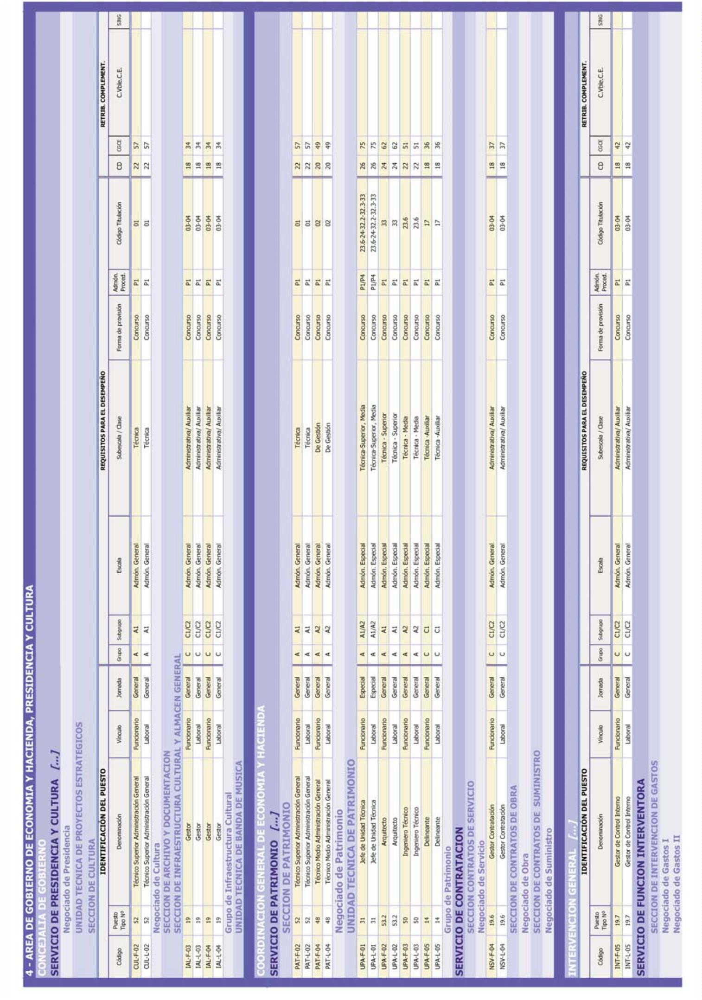 4 - AREA DE GOBIERNO DE ECONOMIA Y HACIENDA, PRESIDENCIA Y CULTURA
CONCEJALIA DE GOBIERNO
SERVICIO DE PRESIDENCIA Y CULTURA [...]
Negociado de Presidencia
UNIDAD TECNICA DE PROYECTOS ESTRATEGICOS
SECCION DE CULTURA
IDENTIFICACIÓN DEL PUESTO REQUISITOS PARA EL DESEMPEÑO RETRIB. COMPLEMENT.
Código Puesto Tipo Nº Denominación Vínculo Jornada Grupo Subgrupo Escala Subescala / Clase Forma de provisión Admón. Proced. Código Titulación CD CGCE C.Vble.C.E. SING
CUL-F-02 52 Técnico Superior Administración General Funcionario General A A1 Admón. General Técnica Concurso P1 01 22 57
CUL-L-02 52 Técnico Superior Administración General Laboral General A A1 Admón. General Técnica Concurso P1 01 22 57
Negociado de Cultura
SECCION DE ARCHIVO Y DOCUMENTACION
SECCION DE INFRAESTRUCTURA CULTURAL Y ALMACEN GENERAL
IAL-F-03 19 Gestor Funcionario General C C1/C2 Admón. General Administrativa/ Auxiliar Concurso P1 03-04 18 34
IAL-L-03 19 Gestor Laboral General C C1/C2 Admón. General Administrativa/ Auxiliar Concurso P1 03-04 18 34
IAL-F-04 19 Gestor Funcionario General C C1/C2 Admón. General Administrativa/ Auxiliar Concurso P1 03-04 18 34
IAL-L-04 19 Gestor Laboral General C C1/C2 Admón. General Administrativa/ Auxiliar Concurso P1 03-04 18 34
Grupo de Infraestructura Cultural
UNIDAD TECNICA DE BANDA DE MUSICA
COORDINACION GENERAL DE ECONOMIA Y HACIENDA
SERVICIO DE PATRIMONIO [...]
SECCION DE PATRIMONIO
PAT-F-02 52 Técnico Superior Administración General Funcionario General A A1 Admón. General Técnica Concurso P1 01 22 57
PAT-L-02 52 Técnico Superior Administración General Laboral General A A1 Admón. General Técnica Concurso P1 01 22 57
PAT-F-04 48 Técnico Medio Administración General Funcionario General A A2 Admón. General De Gestión Concurso P1 02 20 49
PAT-L-04 48 Técnico Medio Administración General Laboral General A A2 Admón. General De Gestión Concurso P1 02 20 49
Negociado de Patrimonio
UNIDAD TECNICA DE PATRIMONIO
UPA-F-01 31 Jefe de Unidad Técnica Funcionario Especial A A1/A2 Admón. Especial Técnica-Superior, Media Concurso P1/P4 23.6-24-32.2-32.3-33 26 75
UPA-L-01 31 Jefe de Unidad Técnica Laboral Especial A A1/A2 Admón. Especial Técnica-Superior, Media Concurso P1/P4 23.6-24-32.2-32.3-33 26 75
UPA-F-02 53.2 Arquitecto Funcionario General A A1 Admón. Especial Técnica - Superior Concurso P1 33 24 62
UPA-L-02 53.2 Arquitecto Laboral General A A1 Admón. Especial Técnica - Superior Concurso P1 33 24 62
UPA-F-03 50 Ingeniero Técnico Funcionario General A A2 Admón. Especial Técnica - Media Concurso P1 23.6 22 51
UPA-L-03 50 Ingeniero Técnico Laboral General A A2 Admón. Especial Técnica - Media Concurso P1 23.6 22 51
UPA-F-05 14 Delineante Funcionario General C C1 Admón. Especial Técnica -Auxiliar Concurso P1 17 18 36
UPA-L-05 14 Delineante Laboral General C C1 Admón. Especial Técnica -Auxiliar Concurso P1 17 18 36
Grupo de Patrimonio
SERVICIO DE CONTRATACION
SECCION CONTRATOS DE SERVICIO
Negociado de Servicio
NSV-F-04 19.6 Gestor Contratación Funcionario General C C1/C2 Admón. General Administrativa/ Auxiliar Concurso P1 03-04 18 37
NSV-L-04 19.6 Gestor Contratación Laboral General C C1/C2 Admón. General Administrativa/ Auxiliar Concurso P1 03-04 18 37
SECCION DE CONTRATOS DE OBRA
Negociado de Obra
SECCION DE CONTRATOS DE SUMINISTRO
Negociado de Suministro
INTERVENCION GENERAL [...]
IDENTIFICACIÓN DEL PUESTO REQUISITOS PARA EL DESEMPEÑO RETRIB. COMPLEMENT.
Código Puesto Tipo Nº Denominación Vínculo Jornada Grupo Subgrupo Escala Subescala / Clase Forma de provisión Admón. Proced. Código Titulación CD CGCE C.Vble.C.E. SING
INT-F-05 19.7 Gestor de Control Interno Funcionario General C C1/C2 Admón. General Administrativa/ Auxiliar Concurso P1 03-04 18 42
INT-L-05 19.7 Gestor de Control Interno Laboral General C C1/C2 Admón. General Administrativa/ Auxiliar Concurso P1 03-04 18 42
SERVICIO DE FUNCION INTERVENTORA
SECCION DE INTERVENCION DE GASTOS
Negociado de Gastos I
Negociado de Gastos II